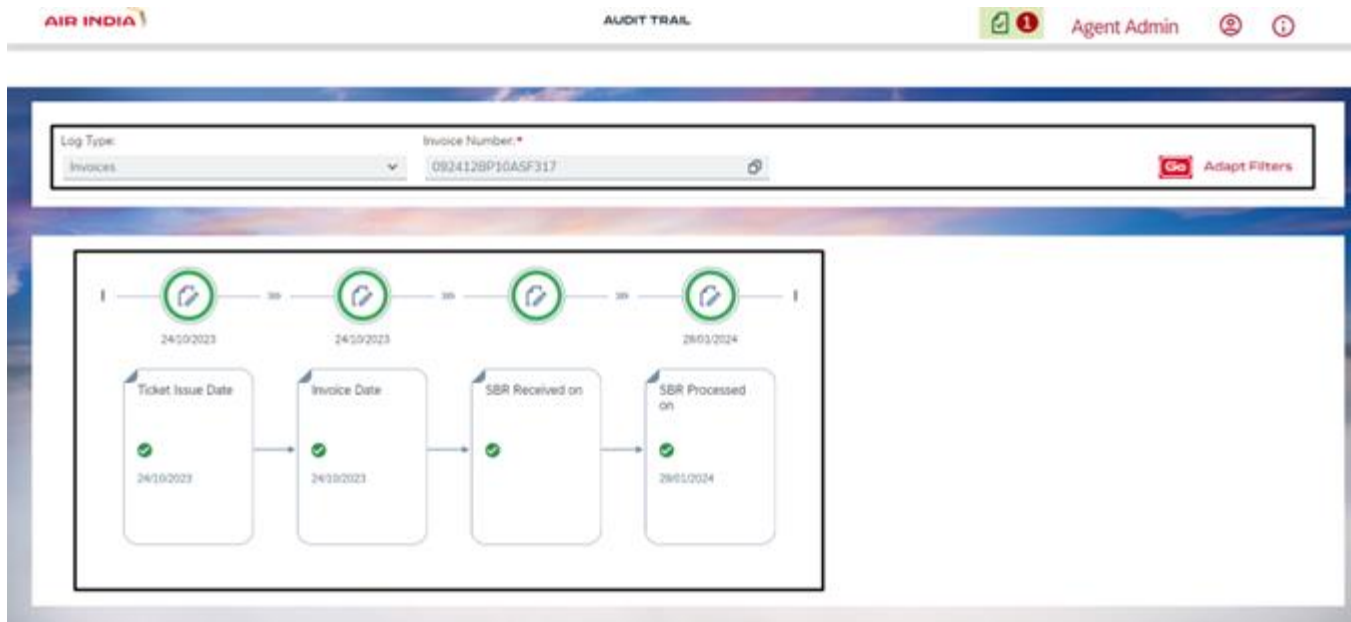 AIR INDIA
AUDIT TRAIL
1
Agent Admin
Log Type:
Invoice Number:*
Invoices
092412BP10ASF317
Go
Adapt Filters
24/10/2023
24/10/2023
28/01/2024
Ticket Issue Date
Invoice Date
SBR Received on
SBR Processed
on
24/10/2023
24/10/2023
28/01/2024